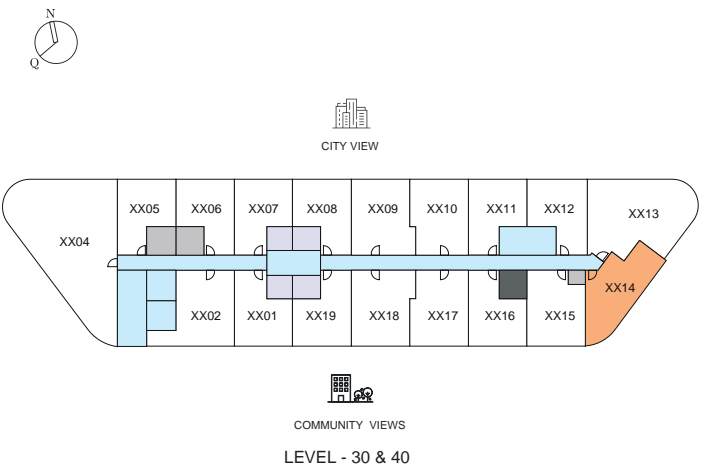 N
Q
CITY VIEW
XX05 XX06 XX07 XX08 XX09 XX10 XX11 XX12 XX13
XX04
XX14
XX02 XX01 XX19 XX18 XX17 XX16 XX15
COMMUNITY VIEWS
LEVEL - 30 & 40